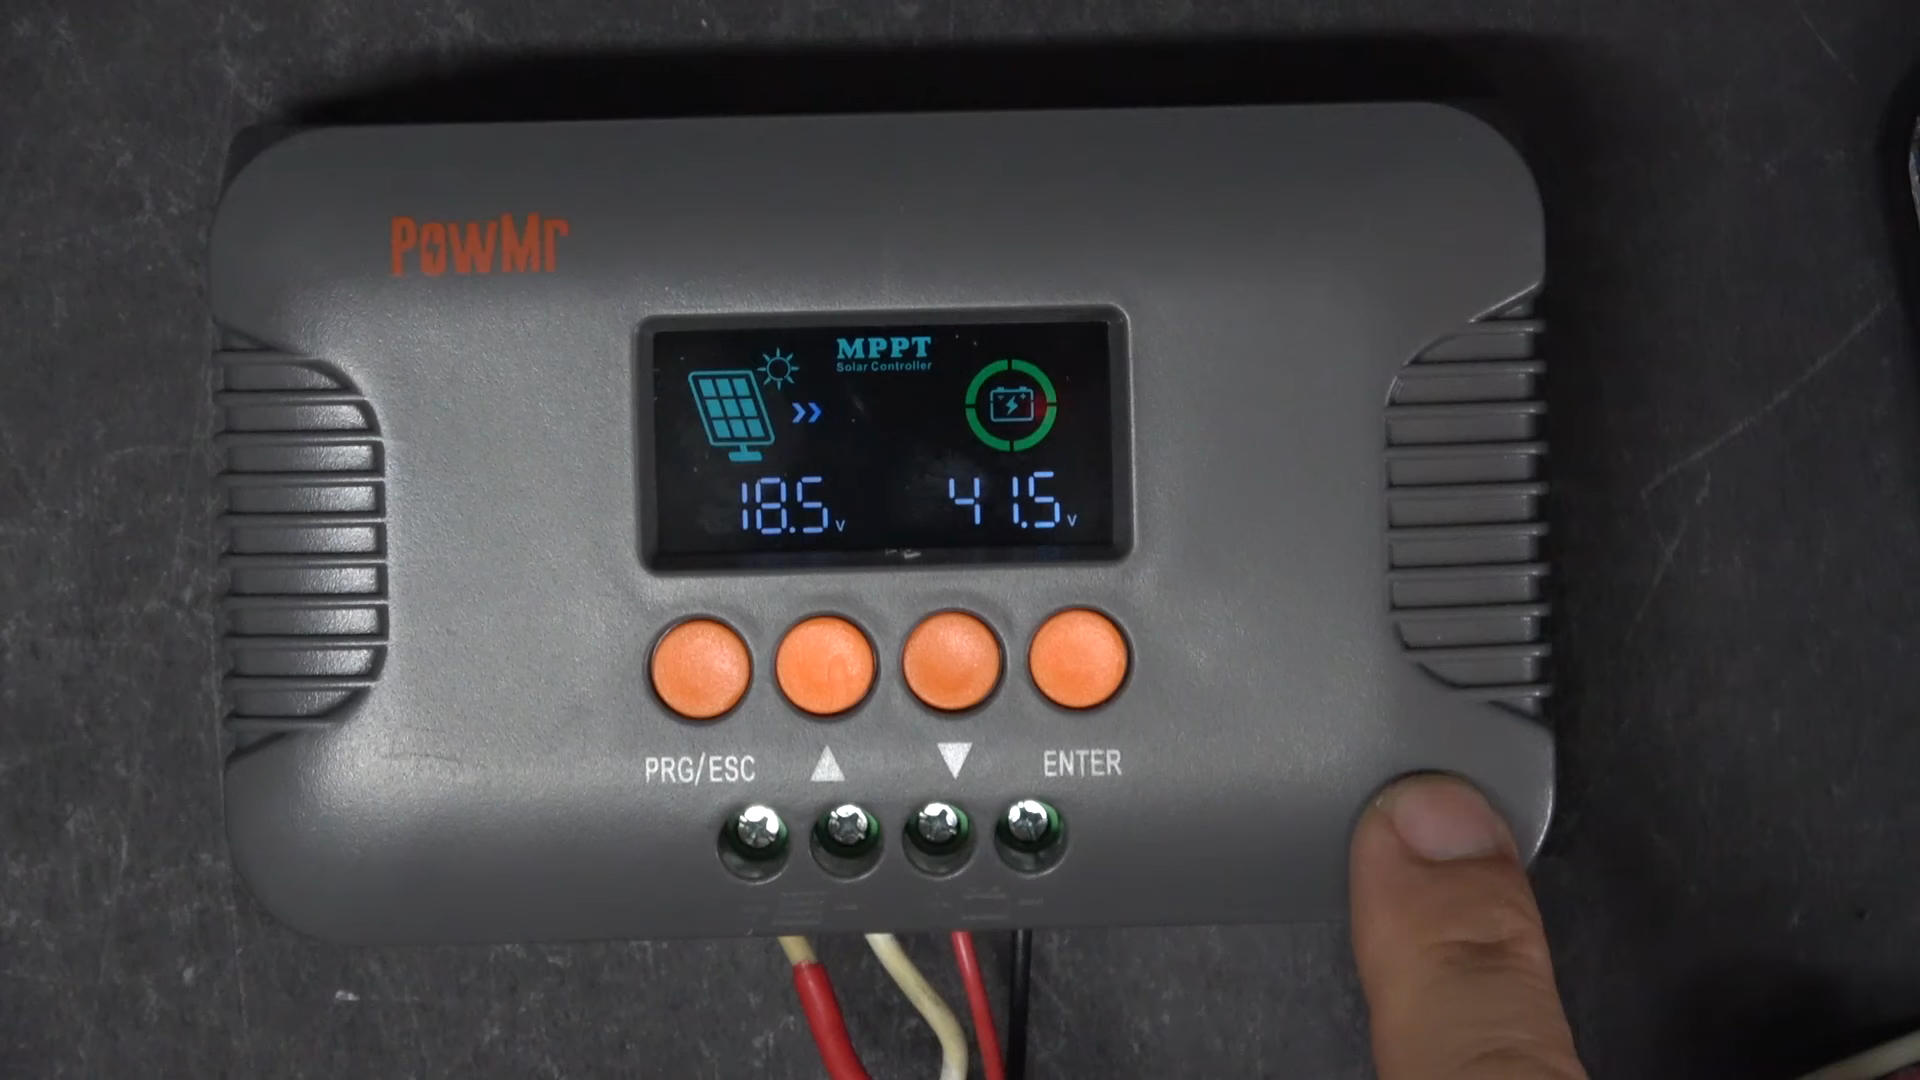 PowMr
MPPT
Solar Controller
18.5v
41.5v
PRG/ESC
ENTER